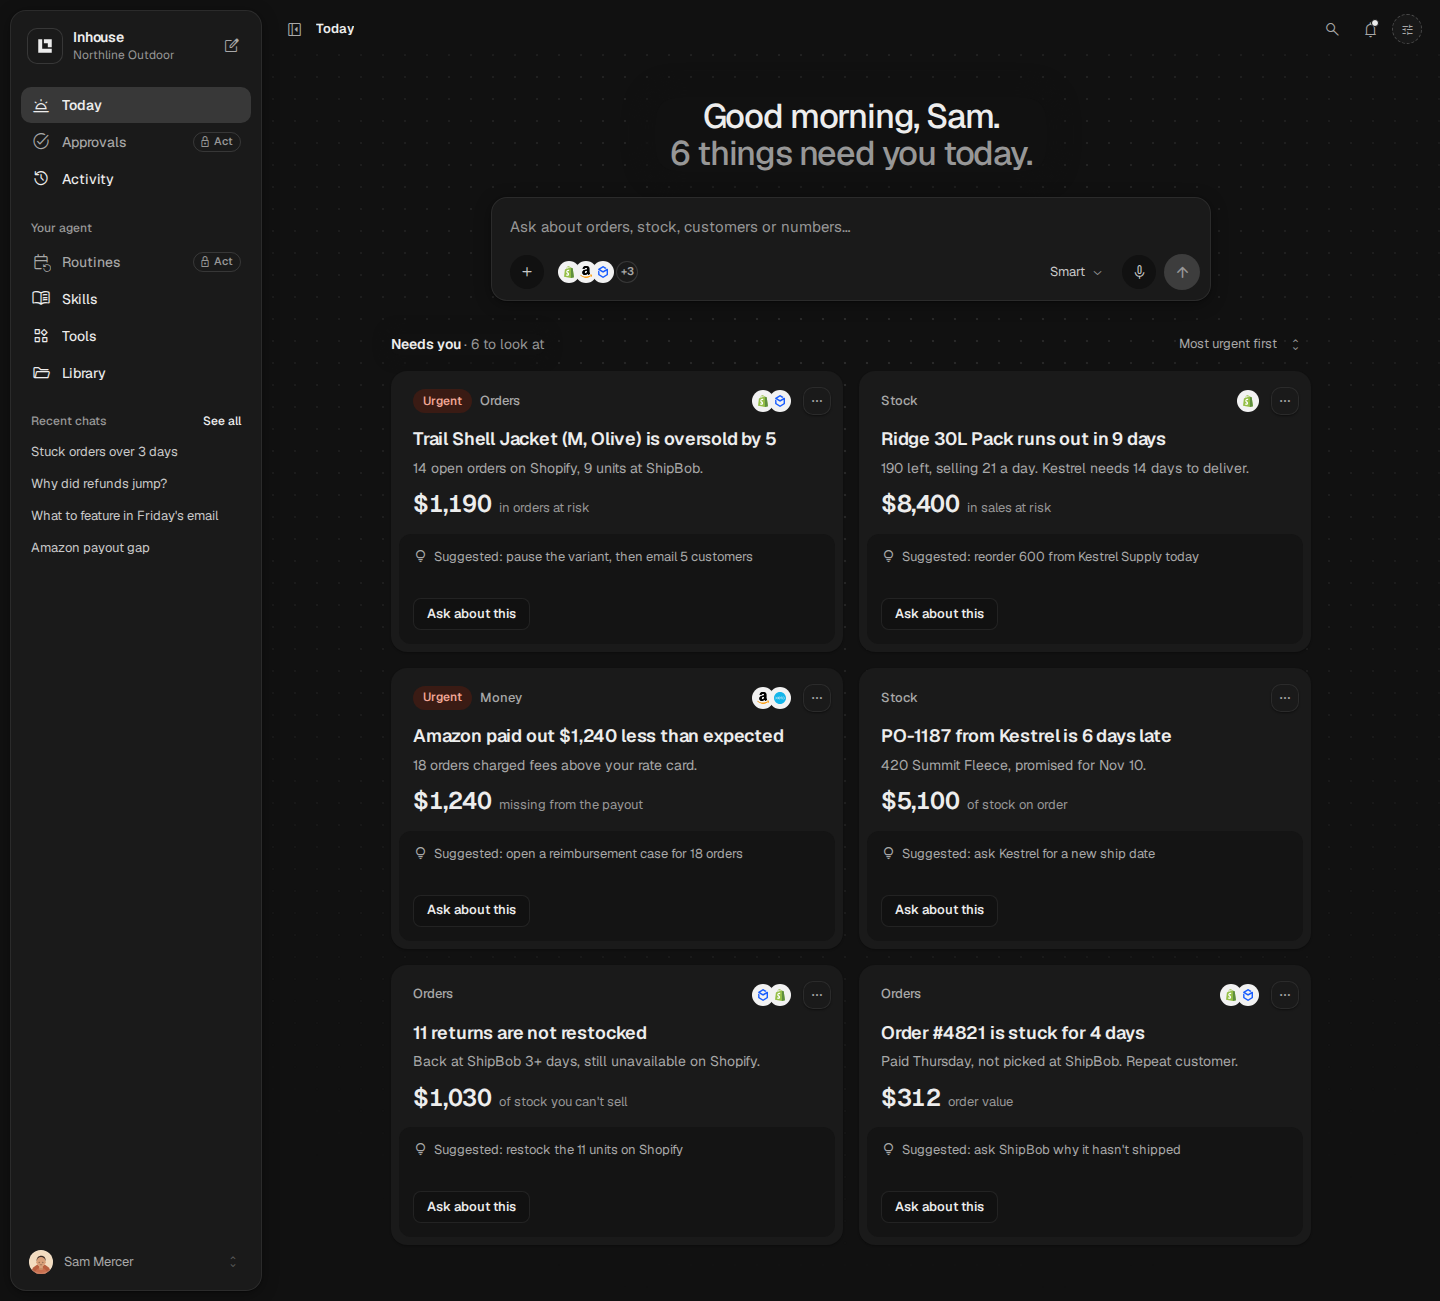 Inhouse
Northline Outdoor
Today
Approvals
Act
Activity
Your agent
Routines
Act
Skills
Tools
Library
Recent chats
See all
Stuck orders over 3 days
Why did refunds jump?
What to feature in Friday's email
Amazon payout gap
Sam Mercer
Today
Good morning, Sam.
6 things need you today.
Ask about orders, stock, customers or numbers...
+3
Smart
Needs you · 6 to look at
Most urgent first
Urgent
Orders
Trail Shell Jacket (M, Olive) is oversold by 5
14 open orders on Shopify, 9 units at ShipBob.
$1,190 in orders at risk
Suggested: pause the variant, then email 5 customers
Ask about this
Stock
Ridge 30L Pack runs out in 9 days
190 left, selling 21 a day. Kestrel needs 14 days to deliver.
$8,400 in sales at risk
Suggested: reorder 600 from Kestrel Supply today
Ask about this
Urgent
Money
Amazon paid out $1,240 less than expected
18 orders charged fees above your rate card.
$1,240 missing from the payout
Suggested: open a reimbursement case for 18 orders
Ask about this
Stock
PO-1187 from Kestrel is 6 days late
420 Summit Fleece, promised for Nov 10.
$5,100 of stock on order
Suggested: ask Kestrel for a new ship date
Ask about this
Orders
11 returns are not restocked
Back at ShipBob 3+ days, still unavailable on Shopify.
$1,030 of stock you can't sell
Suggested: restock the 11 units on Shopify
Ask about this
Orders
Order #4821 is stuck for 4 days
Paid Thursday, not picked at ShipBob. Repeat customer.
$312 order value
Suggested: ask ShipBob why it hasn't shipped
Ask about this